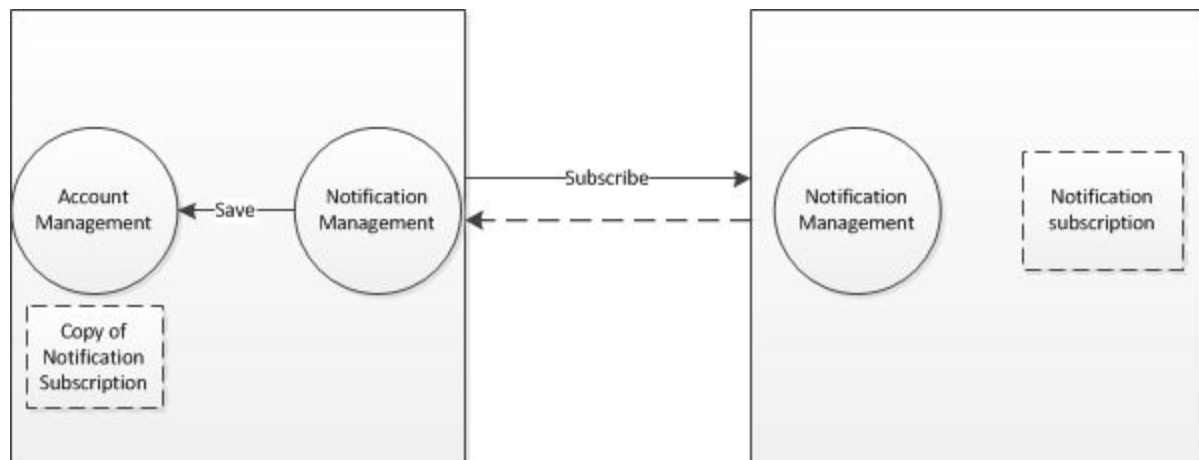 Account
Management
Save
Notification
Management
Subscribe
Notification
Management
Notification
subscription
Copy of
Notification
Subscription